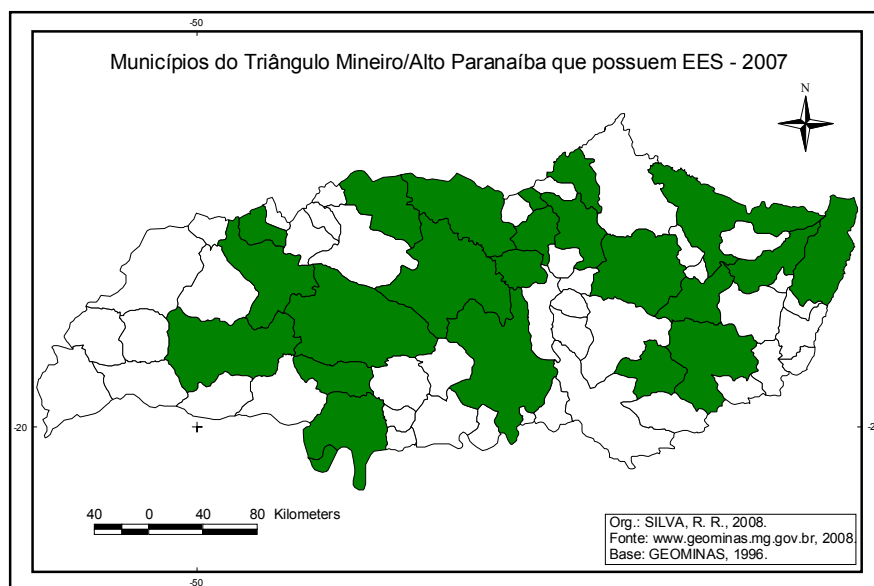 -50
Municípios do Triângulo Mineiro/Alto Paranaíba que possuem EES - 2007
N
-20
-2
40 0 40 80 Kilometers
Org.: SILVA, R. R., 2008.
Fonte: www.geominas.mg.gov.br, 2008.
Base: GEOMINAS, 1996.
-50